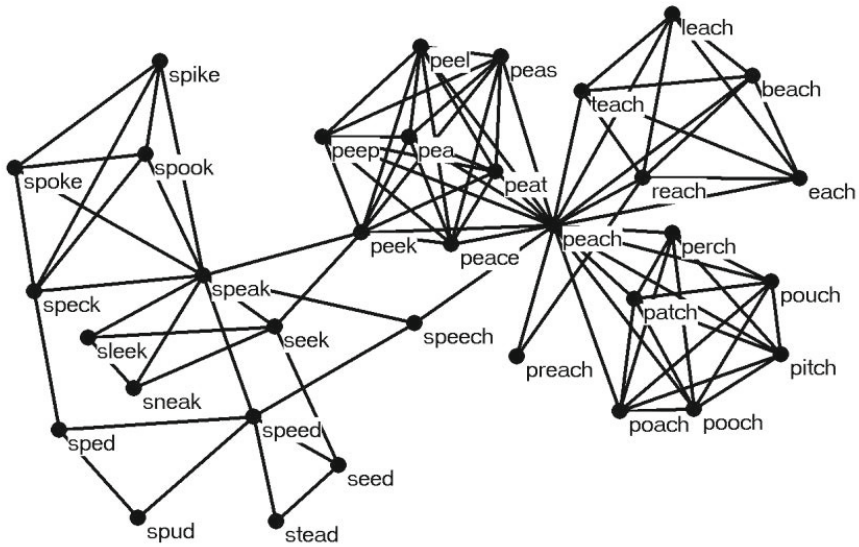 leach
spike
peel
peas
beach
teach
peep
pea
spoke
spook
peat
reach
each
peek
peace
peach
perch
speck
speak
patch
pouch
sleek
seek
speech
preach
pitch
sneak
poach
pooch
sped
speed
seed
spud
stead